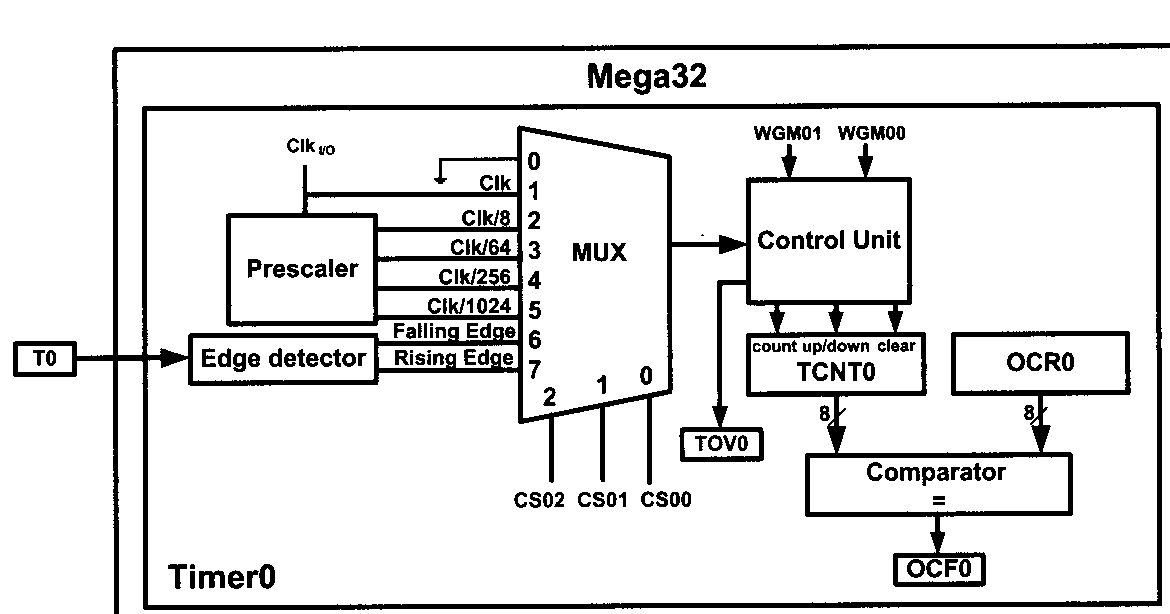 Mega32
WGM01 WGM00
Clk I/O
0
Clk 1
Clk/8 2
Clk/64 3
Clk/256 4
Clk/1024 5
Falling Edge 6
Rising Edge 7
Prescaler
MUX
Control Unit
T0
Edge detector
2 1 0
count up/down clear
TCNT0
OCR0
8
8
TOV0
CS02 CS01 CS00
Comparator
=
OCF0
Timer0